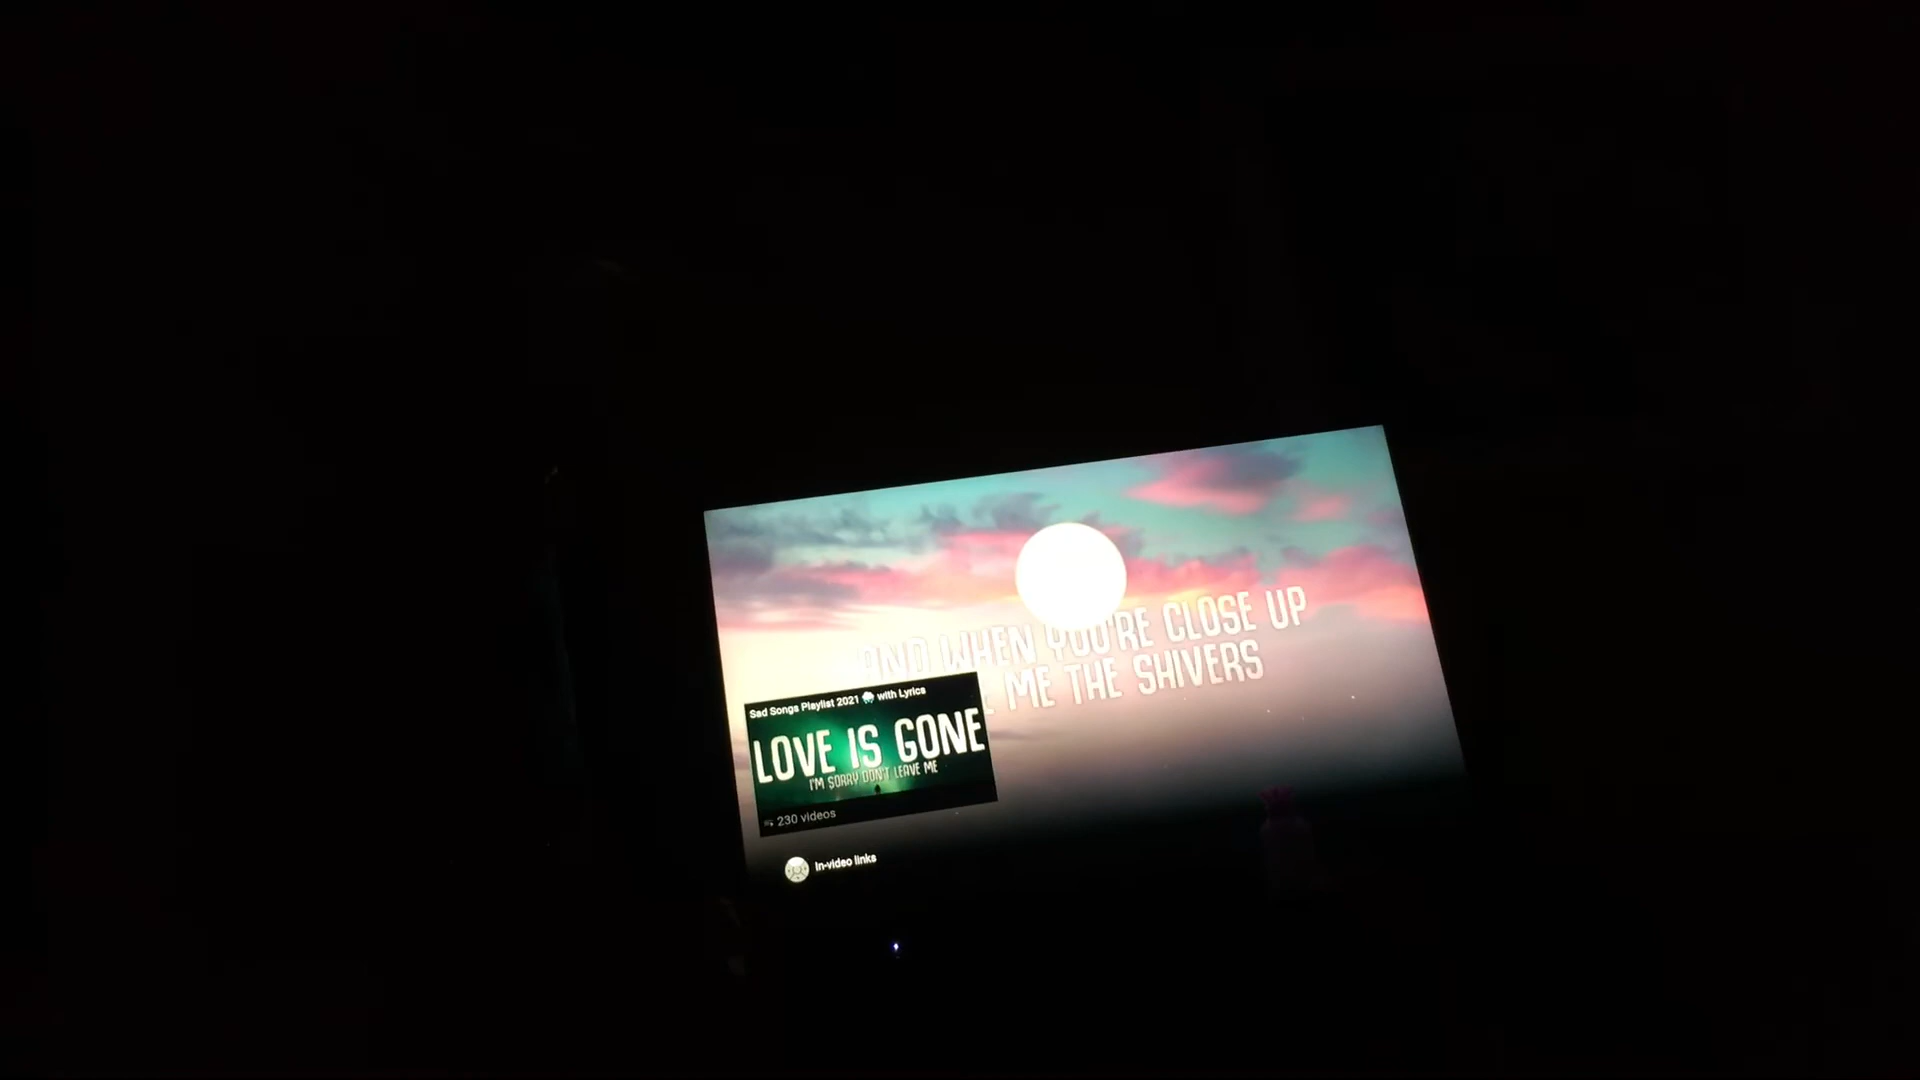 AND WHEN YOU'RE CLOSE UP
ME THE SHIVERS
Sad Songs Playlist 2021 with Lyrics
LOVE IS GONE
I'M SORRY DON'T LEAVE ME
230 videos
In-video links